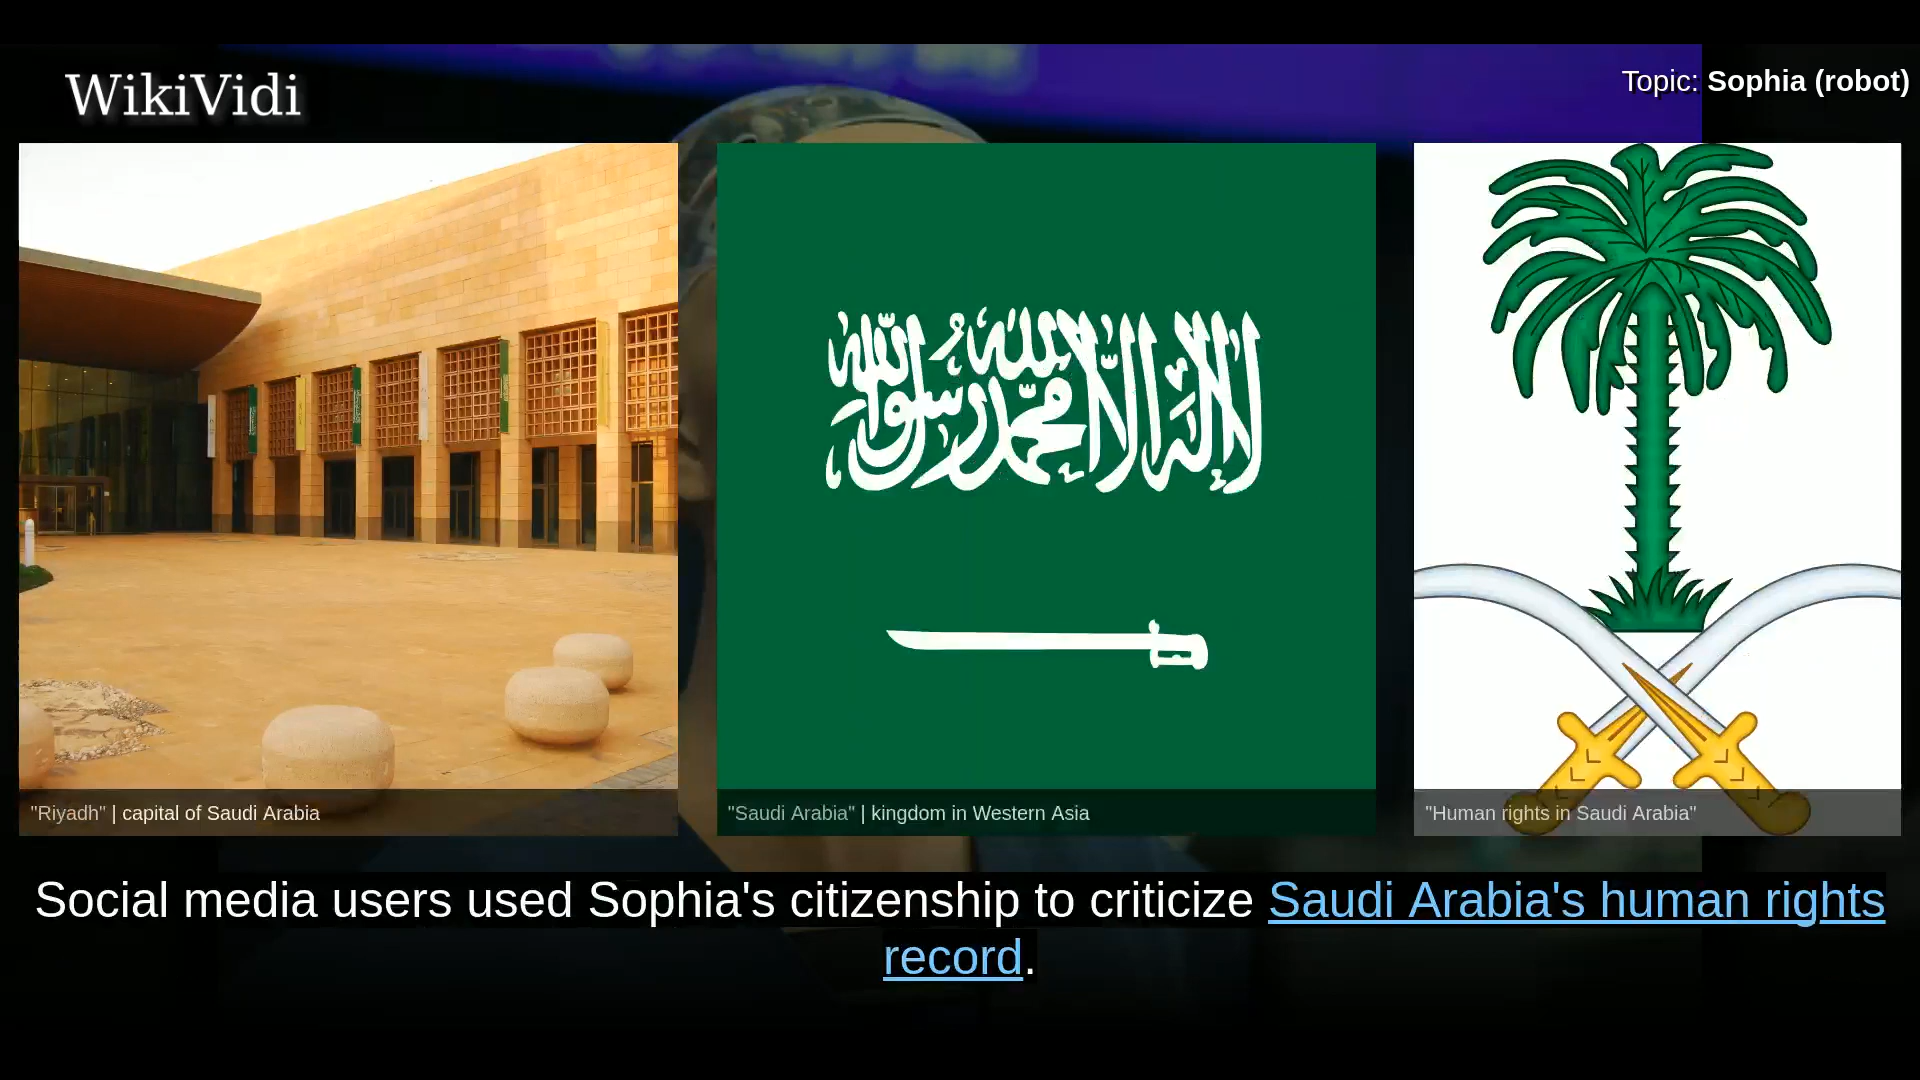 WikiVidi
Topic: Sophia (robot)
لا إله إلا الله محمد رسول الله
"Riyadh" | capital of Saudi Arabia
"Saudi Arabia" | kingdom in Western Asia
"Human rights in Saudi Arabia"
Social media users used Sophia's citizenship to criticize Saudi Arabia's human rights
record.